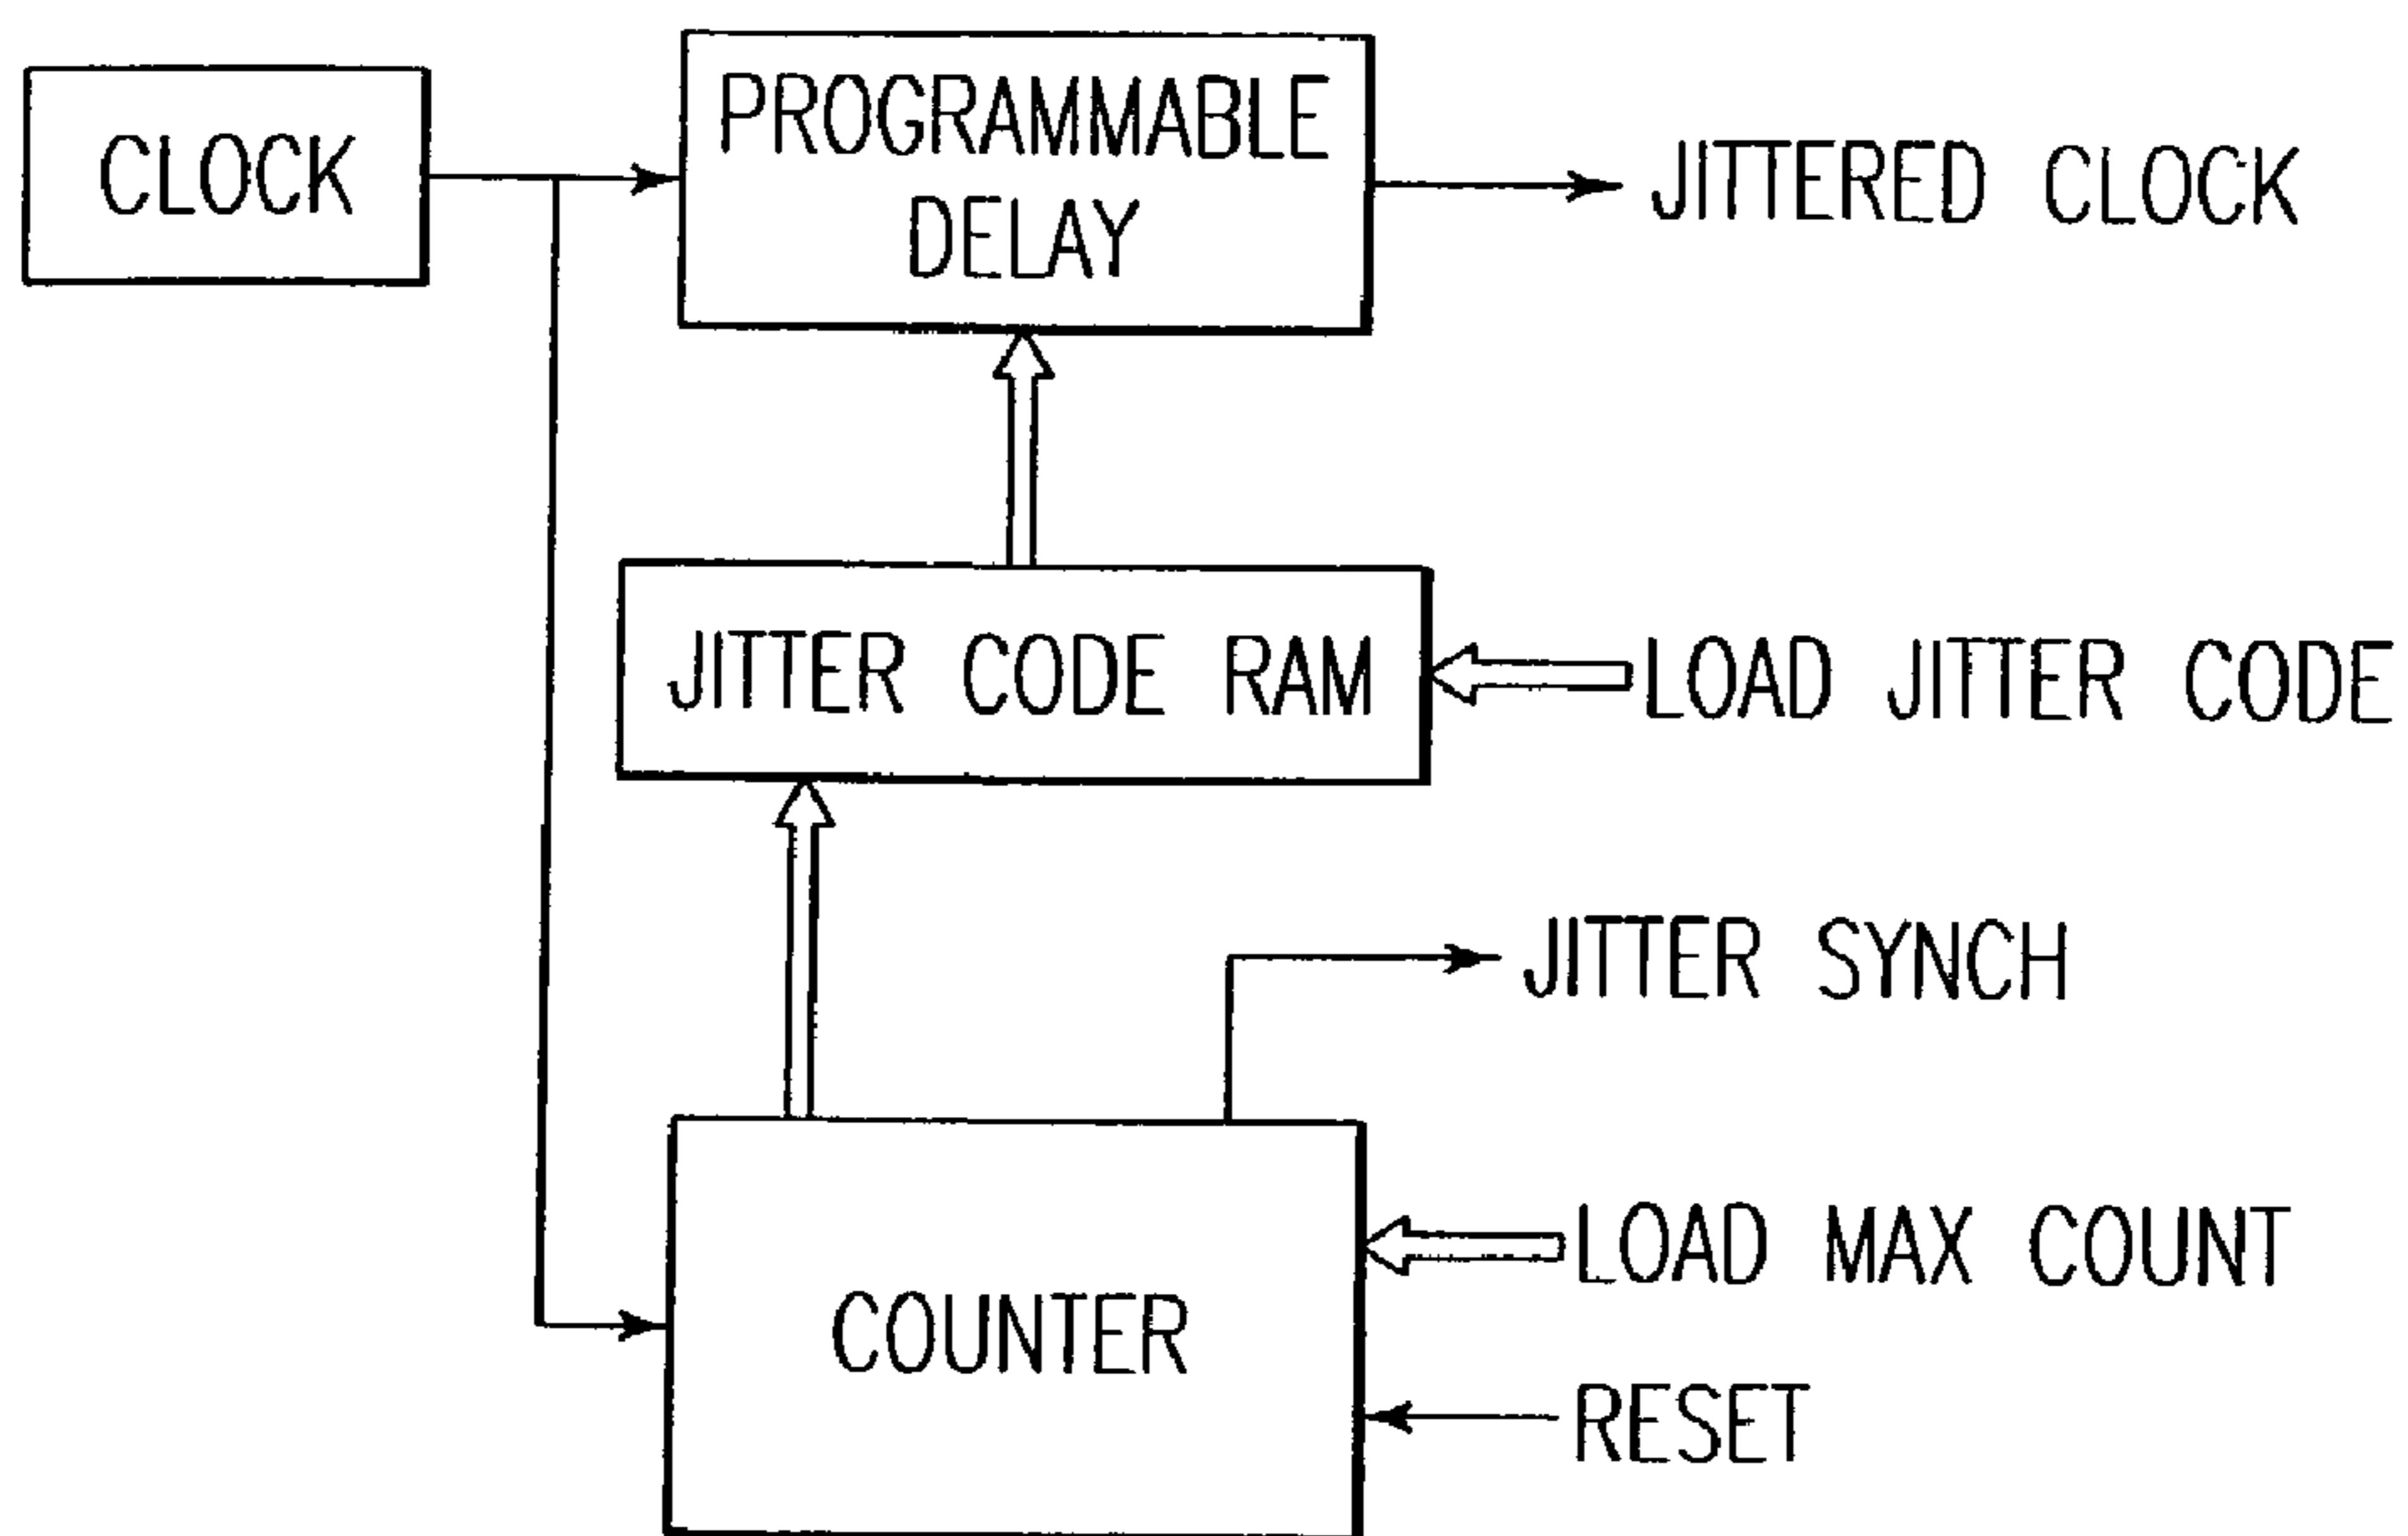 CLOCK
PROGRAMMABLE
DELAY
JITTERED CLOCK
JITTER CODE RAM
LOAD JITTER CODE
JITTER SYNCH
COUNTER
LOAD MAX COUNT
RESET